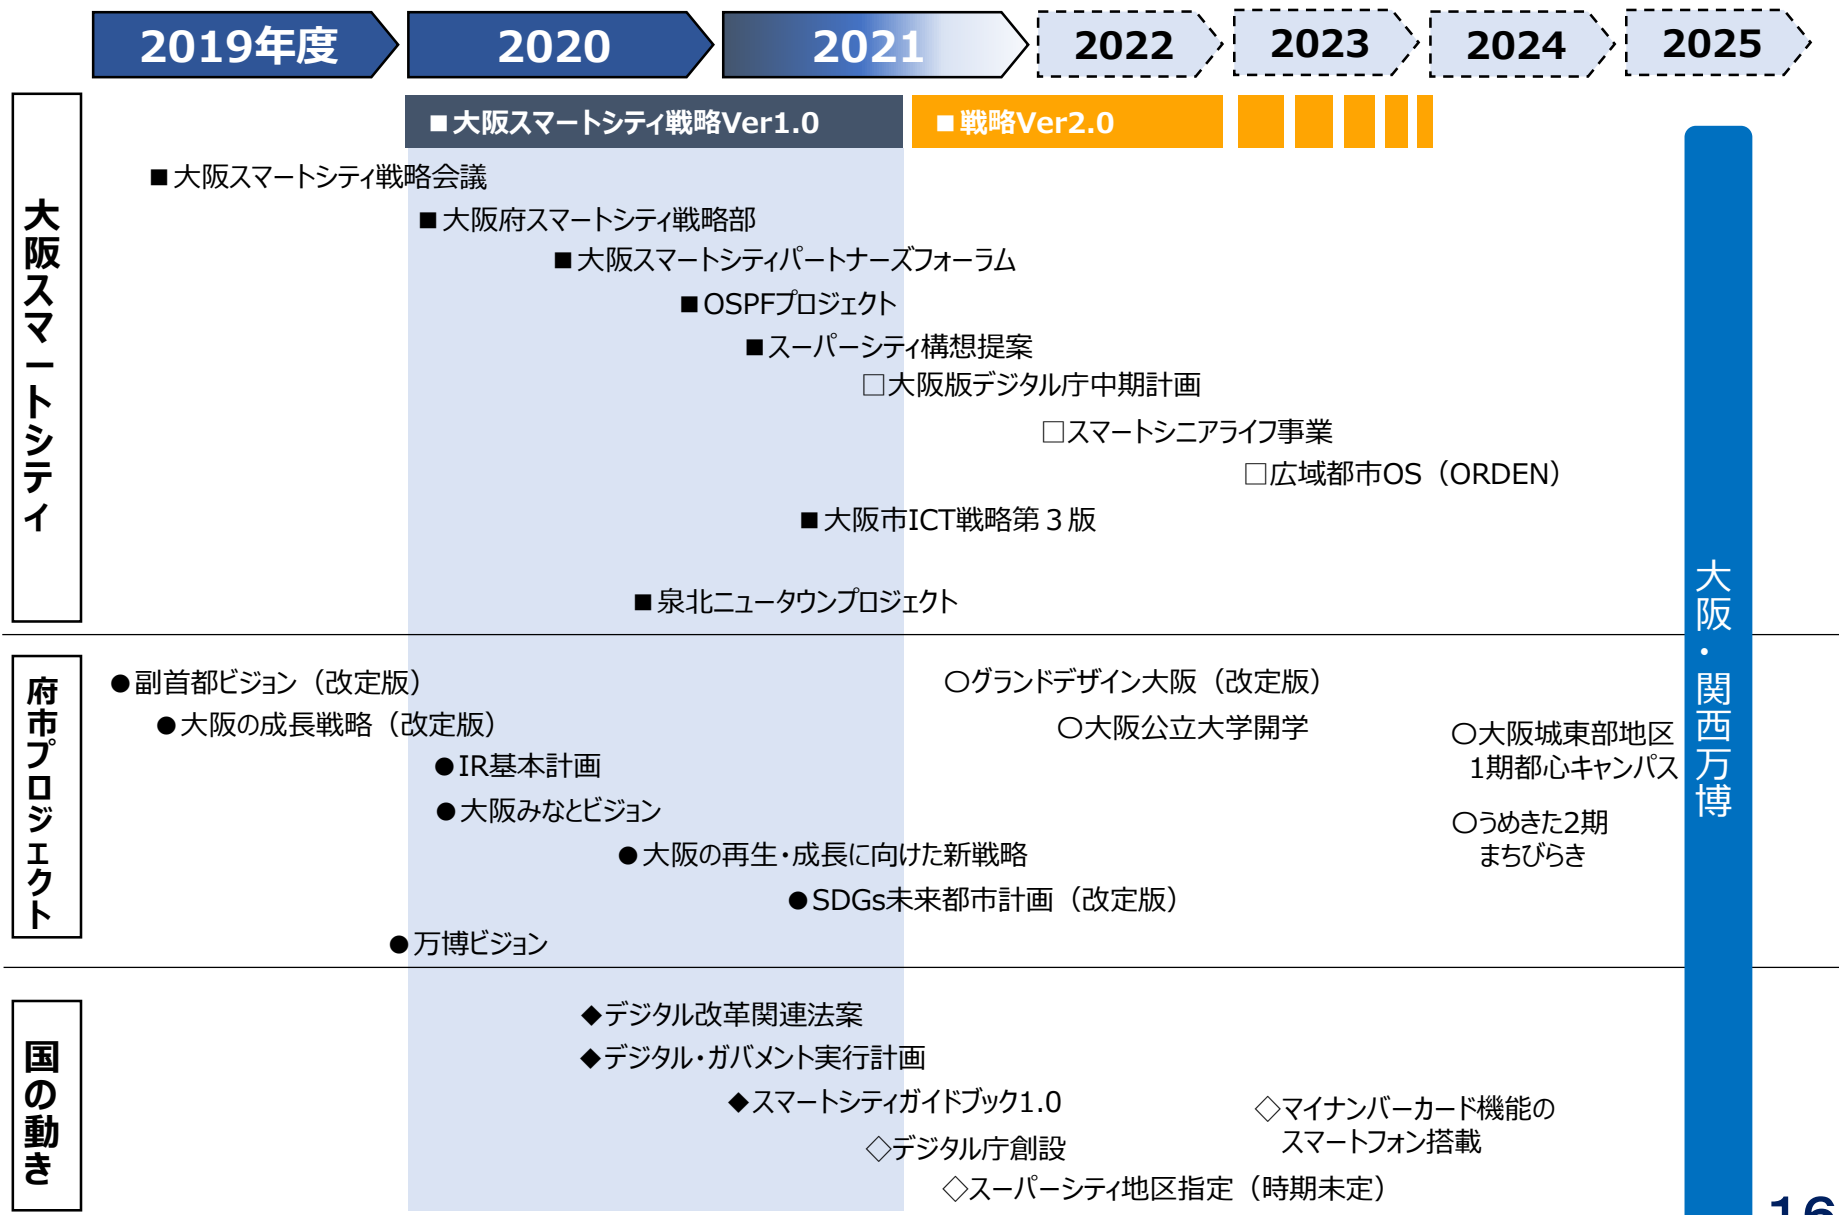 2019年度
2020
2021
2022
2023
2024
2025
大阪スマートシティ
■大阪スマートシティ戦略Ver1.0
■戦略Ver2.0
■大阪スマートシティ戦略会議
■大阪府スマートシティ戦略部
■大阪スマートシティパートナーズフォーラム
■OSPFプロジェクト
■スーパーシティ構想提案
□大阪版デジタル庁中期計画
□スマートシニアライフ事業
□広域都市OS（ORDEN）
■大阪市ICT戦略第３版
■泉北ニュータウンプロジェクト
大阪・関西万博
府市プロジェクト
●副首都ビジョン（改定版）
○グランドデザイン大阪（改定版）
●大阪の成長戦略（改定版）
○大阪公立大学開学
○大阪城東部地区
1期都心キャンパス
●IR基本計画
●大阪みなとビジョン
○うめきた2期
まちびらき
●大阪の再生・成長に向けた新戦略
●SDGs未来都市計画（改定版）
●万博ビジョン
国の動き
◆デジタル改革関連法案
◆デジタル・ガバメント実行計画
◆スマートシティガイドブック1.0
◇マイナンバーカード機能の
スマートフォン搭載
◇デジタル庁創設
◇スーパーシティ地区指定（時期未定）
16